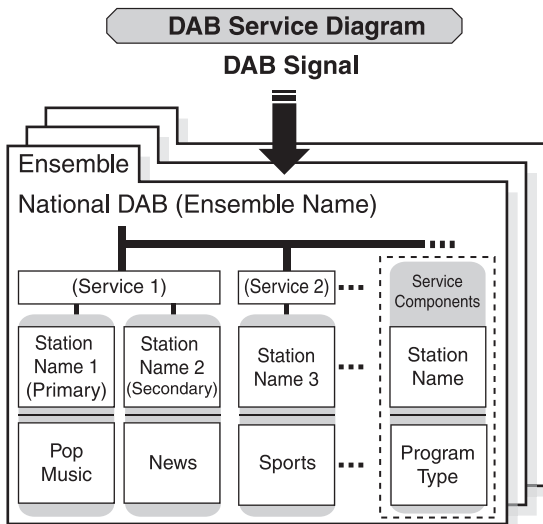 DAB Service Diagram
DAB Signal
Ensemble
National DAB (Ensemble Name)
(Service 1)
(Service 2)
Service
Components
Station
Name 1
(Primary)
Station
Name 2
(Secondary)
Station
Name 3
Station
Name
Pop
Music
News
Sports
Program
Type